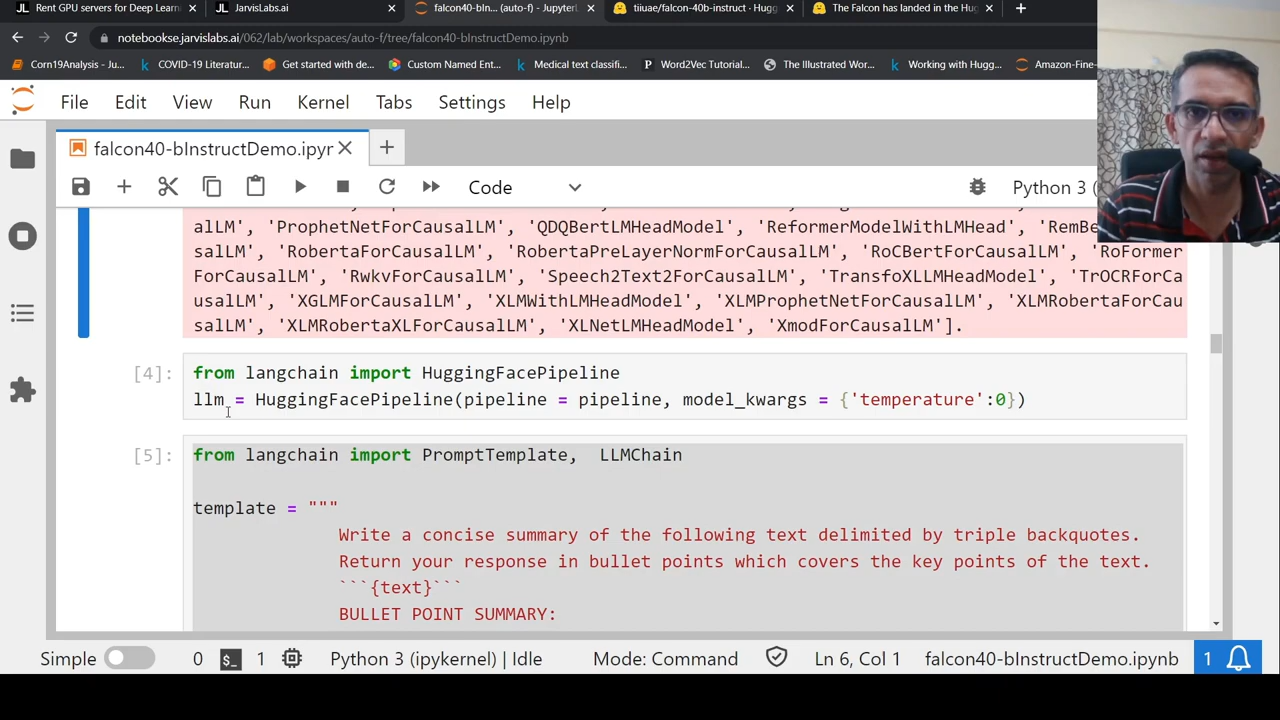 Rent GPU servers for Deep Learn
JarvisLabs.ai
falcon40-bIn... (auto-f) - JupyterL
tiiuae/falcon-40b-instruct · Hugg
The Falcon has landed in the Hug
notebookse.jarvislabs.ai/062/lab/workspaces/auto-f/tree/falcon40-bInstructDemo.ipynb
Corn19Analysis - Ju...
COVID-19 Literatur...
Get started with de...
Custom Named Ent...
Medical text classifi...
Word2Vec Tutorial...
The Illustrated Wor...
Working with Hugg...
Amazon-Fine-
File Edit View Run Kernel Tabs Settings Help
falcon40-bInstructDemo.ipyr
Code
Python 3 (
alLM', 'ProphetNetForCausalLM', 'QDQBertLMHeadModel', 'ReformerModelWithLMHead', 'RemBe
salLM', 'RobertaForCausalLM', 'RobertaPreLayerNormForCausalLM', 'RoCBertForCausalLM', 'RoFormer
ForCausalLM', 'RwkvForCausalLM', 'Speech2Text2ForCausalLM', 'TransfoXLLMHeadModel', 'TrOCRForCa
usalLM', 'XGLMForCausalLM', 'XLMWithLMHeadModel', 'XLMProphetNetForCausalLM', 'XLMRobertaForCau
salLM', 'XLMRobertaXLForCausalLM', 'XLNetLMHeadModel', 'XmodForCausalLM'].
[4]: from langchain import HuggingFacePipeline
llm = HuggingFacePipeline(pipeline = pipeline, model_kwargs = {'temperature':0})
[5]: from langchain import PromptTemplate, LLMChain
template = """
Write a concise summary of the following text delimited by triple backquotes.
Return your response in bullet points which covers the key points of the text.
```{text}```
BULLET POINT SUMMARY:
Simple 0 1 Python 3 (ipykernel) | Idle Mode: Command Ln 6, Col 1 falcon40-bInstructDemo.ipynb 1